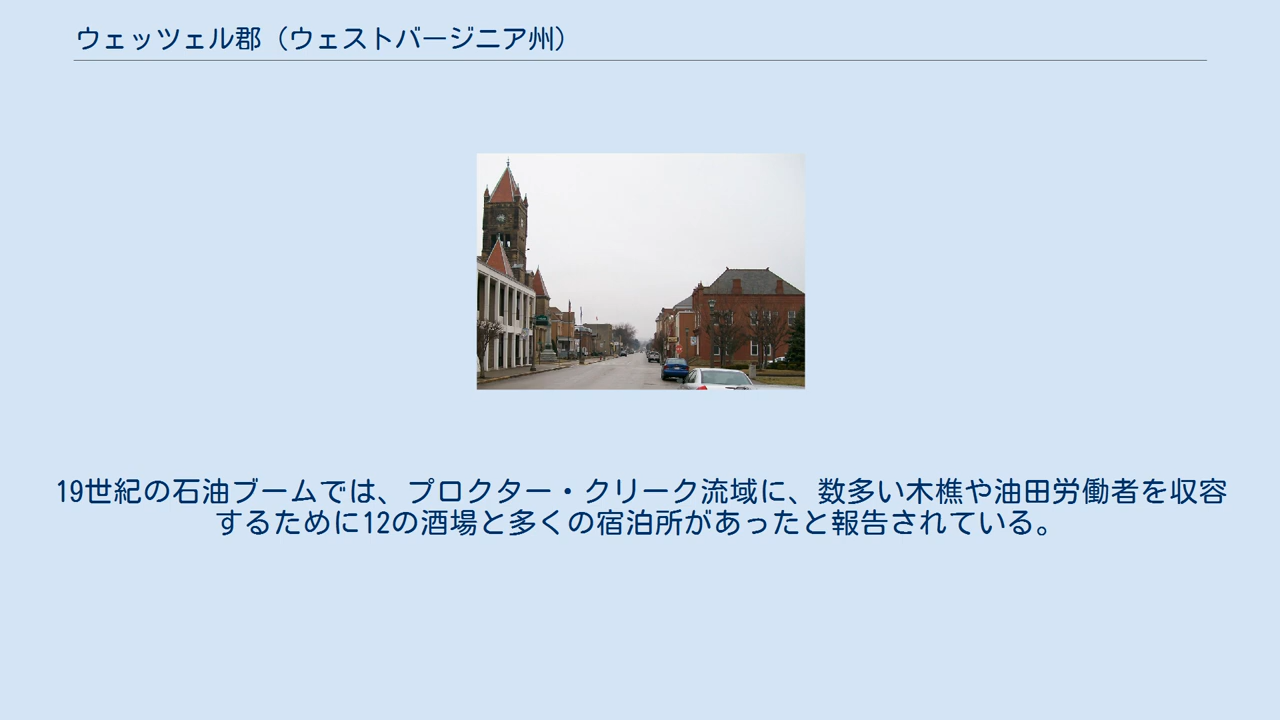 ウェッツェル郡（ウェストバージニア州）
19世紀の石油ブームでは、プロクター・クリーク流域に、数多い木樵や油田労働者を収容
するために12の酒場と多くの宿泊所があったと報告されている。